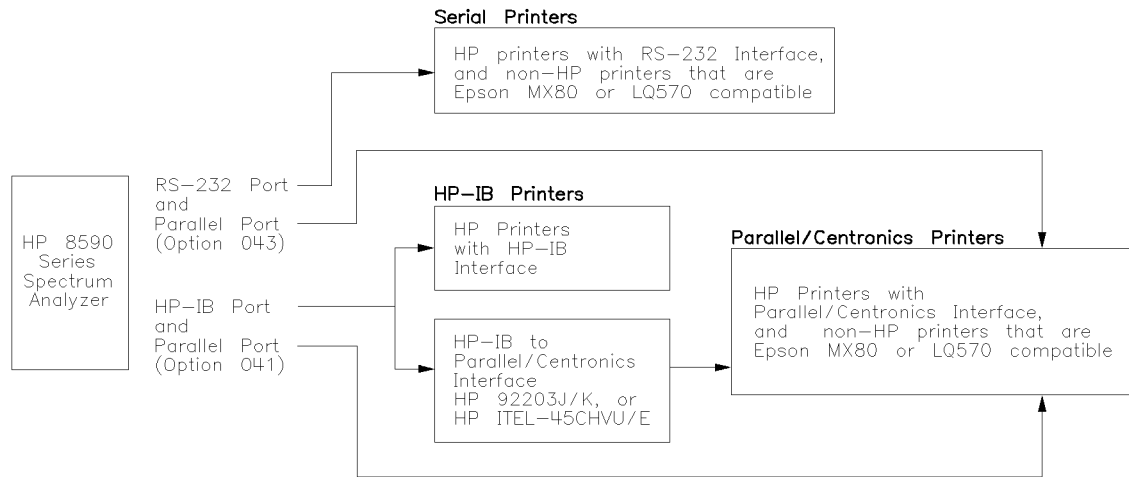 Serial Printers
HP printers with RS-232 Interface,
and non-HP printers that are
Epson MX80 or LQ570 compatible
HP 8590
Series
Spectrum
Analyzer
RS-232 Port
and
Parallel Port
(Option 043)
HP-IB Port
and
Parallel Port
(Option 041)
HP-IB Printers
HP Printers
with HP-IB
Interface
HP-IB to
Parallel/Centronics
Interface
HP 92203J/K, or
HP ITEL-45CHVU/E
Parallel/Centronics Printers
HP Printers with
Parallel/Centronics Interface,
and non-HP printers that are
Epson MX80 or LQ570 compatible